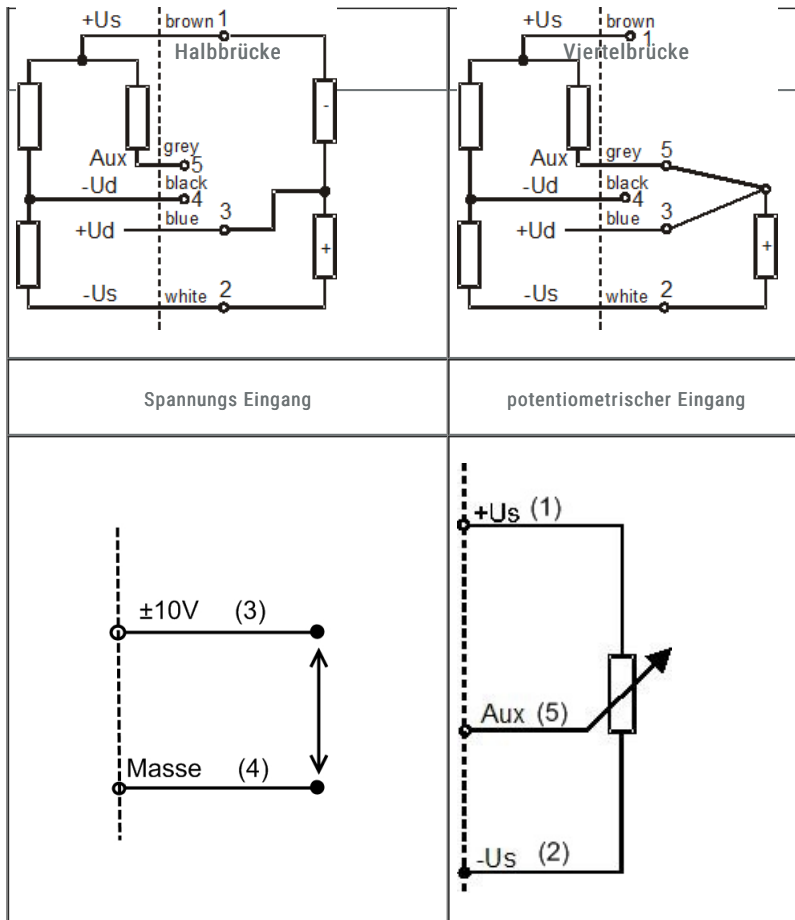 +Us
brown
1
Halbbrücke
-
Aux
grey
5
-Ud
black
4
+Ud
blue
3
+
-Us
white
2
+Us
brown
1
Viertelbrücke
Aux
grey
5
-Ud
black
4
+Ud
blue
3
+
-Us
white
2
Spannungs Eingang
potentiometrischer Eingang
±10V (3)
Masse (4)
+Us (1)
Aux (5)
-Us (2)